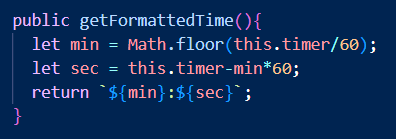 public getFormattedTime(){
  let min = Math.floor(this.timer/60);
  let sec = this.timer-min*60;
  return `${min}:${sec}`;
}